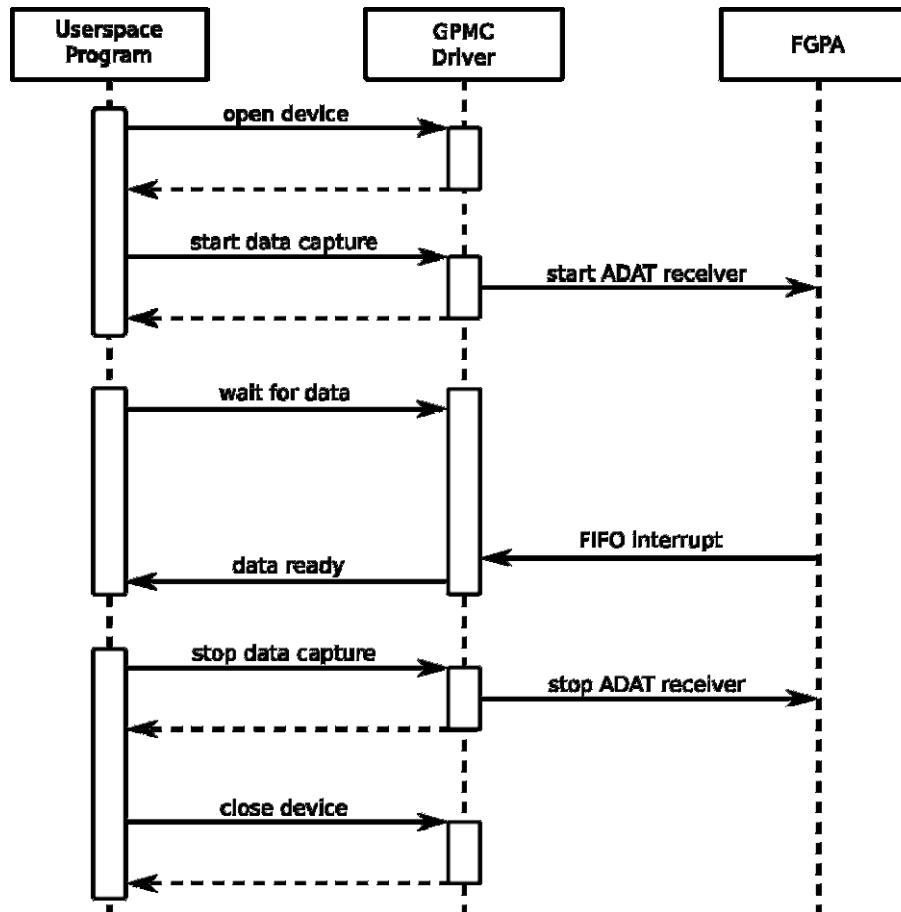 Userspace
Program
GPMC
Driver
FGPA
open device
start data capture
start ADAT receiver
wait for data
FIFO interrupt
data ready
stop data capture
stop ADAT receiver
close device